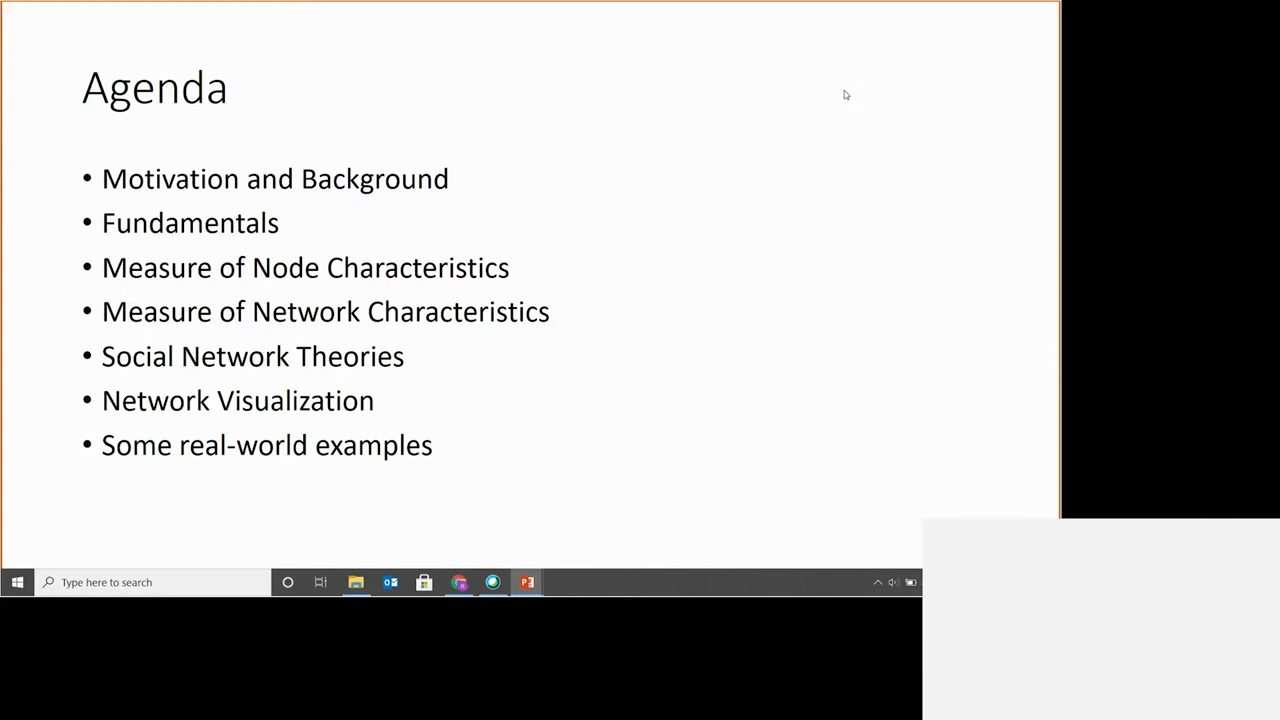 Agenda
• Motivation and Background
• Fundamentals
• Measure of Node Characteristics
• Measure of Network Characteristics
• Social Network Theories
• Network Visualization
• Some real-world examples
Type here to search